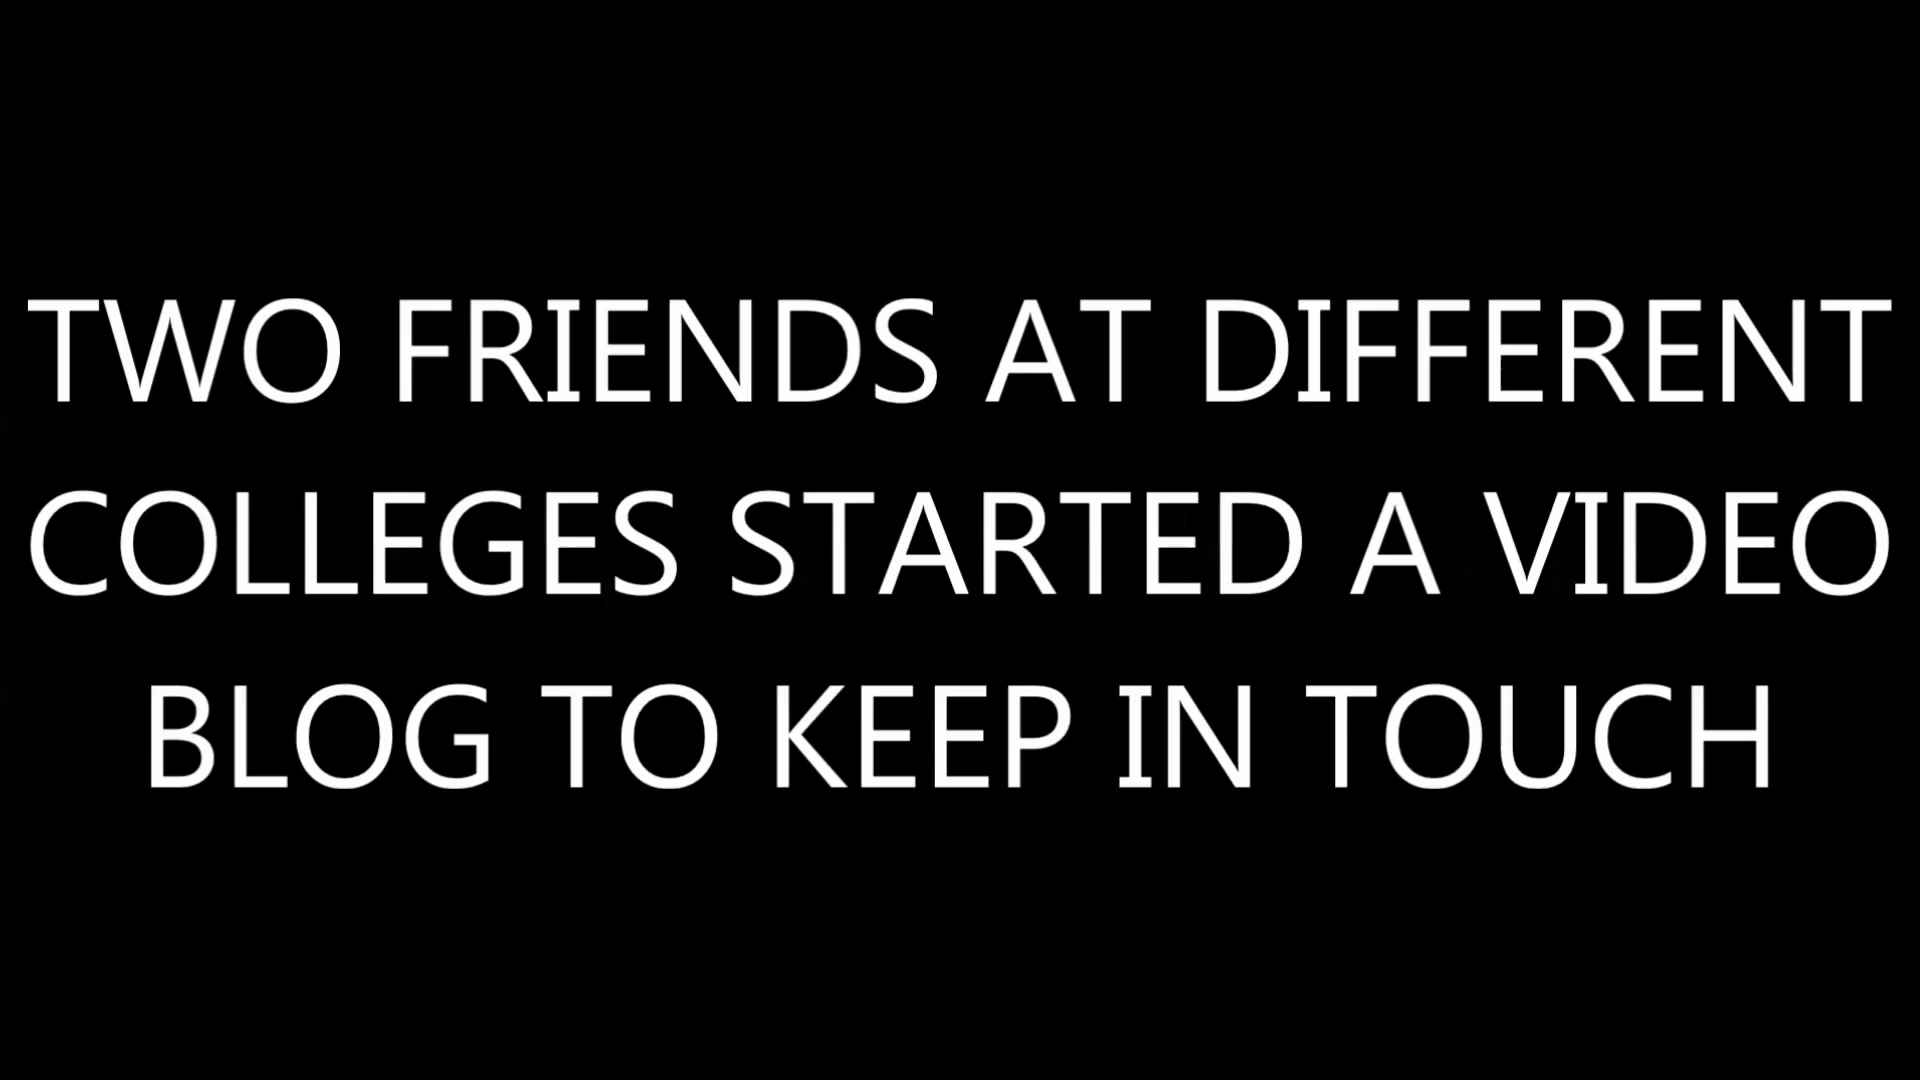 TWO FRIENDS AT DIFFERENT
COLLEGES STARTED A VIDEO
BLOG TO KEEP IN TOUCH